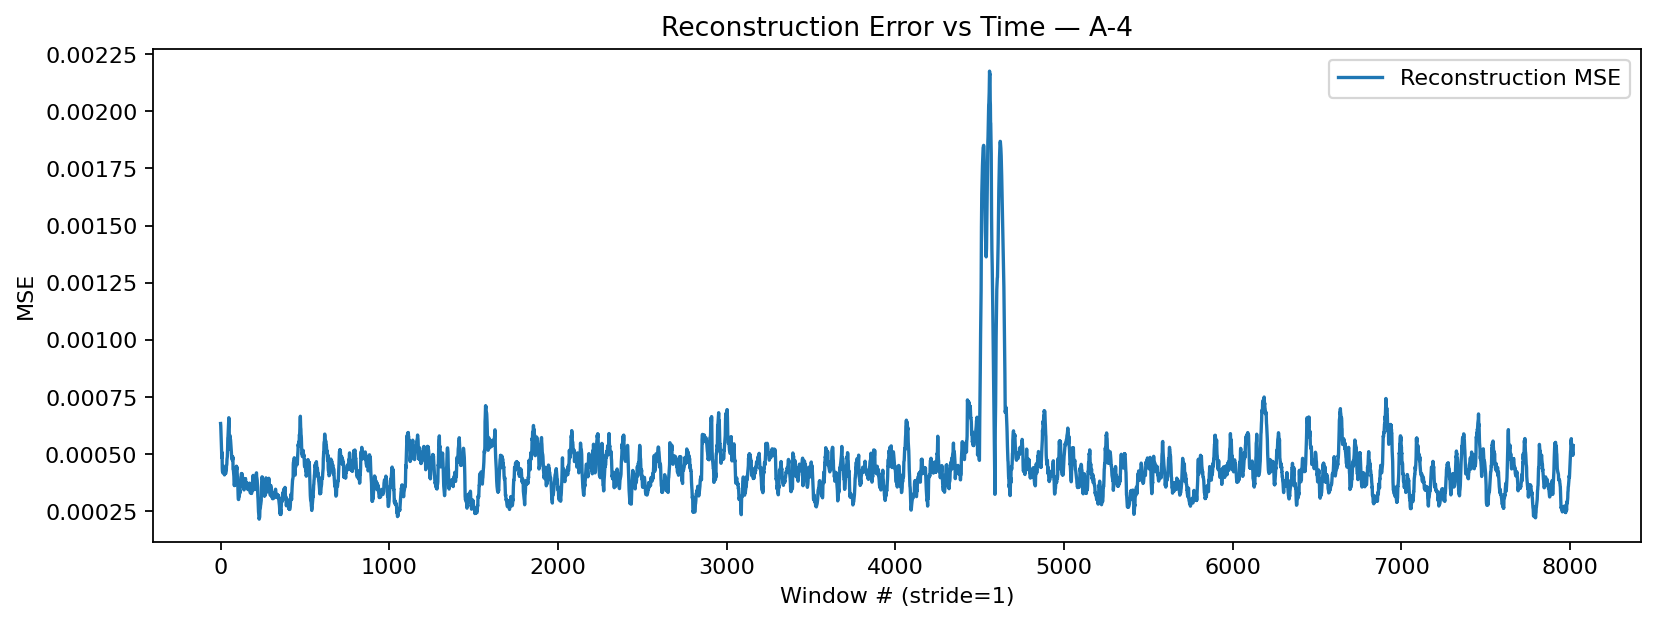 Reconstruction Error vs Time — A-4
Reconstruction MSE
0.00225
0.00200
0.00175
0.00150
0.00125
0.00100
0.00075
0.00050
0.00025
MSE
0 1000 2000 3000 4000 5000 6000 7000 8000
Window # (stride=1)